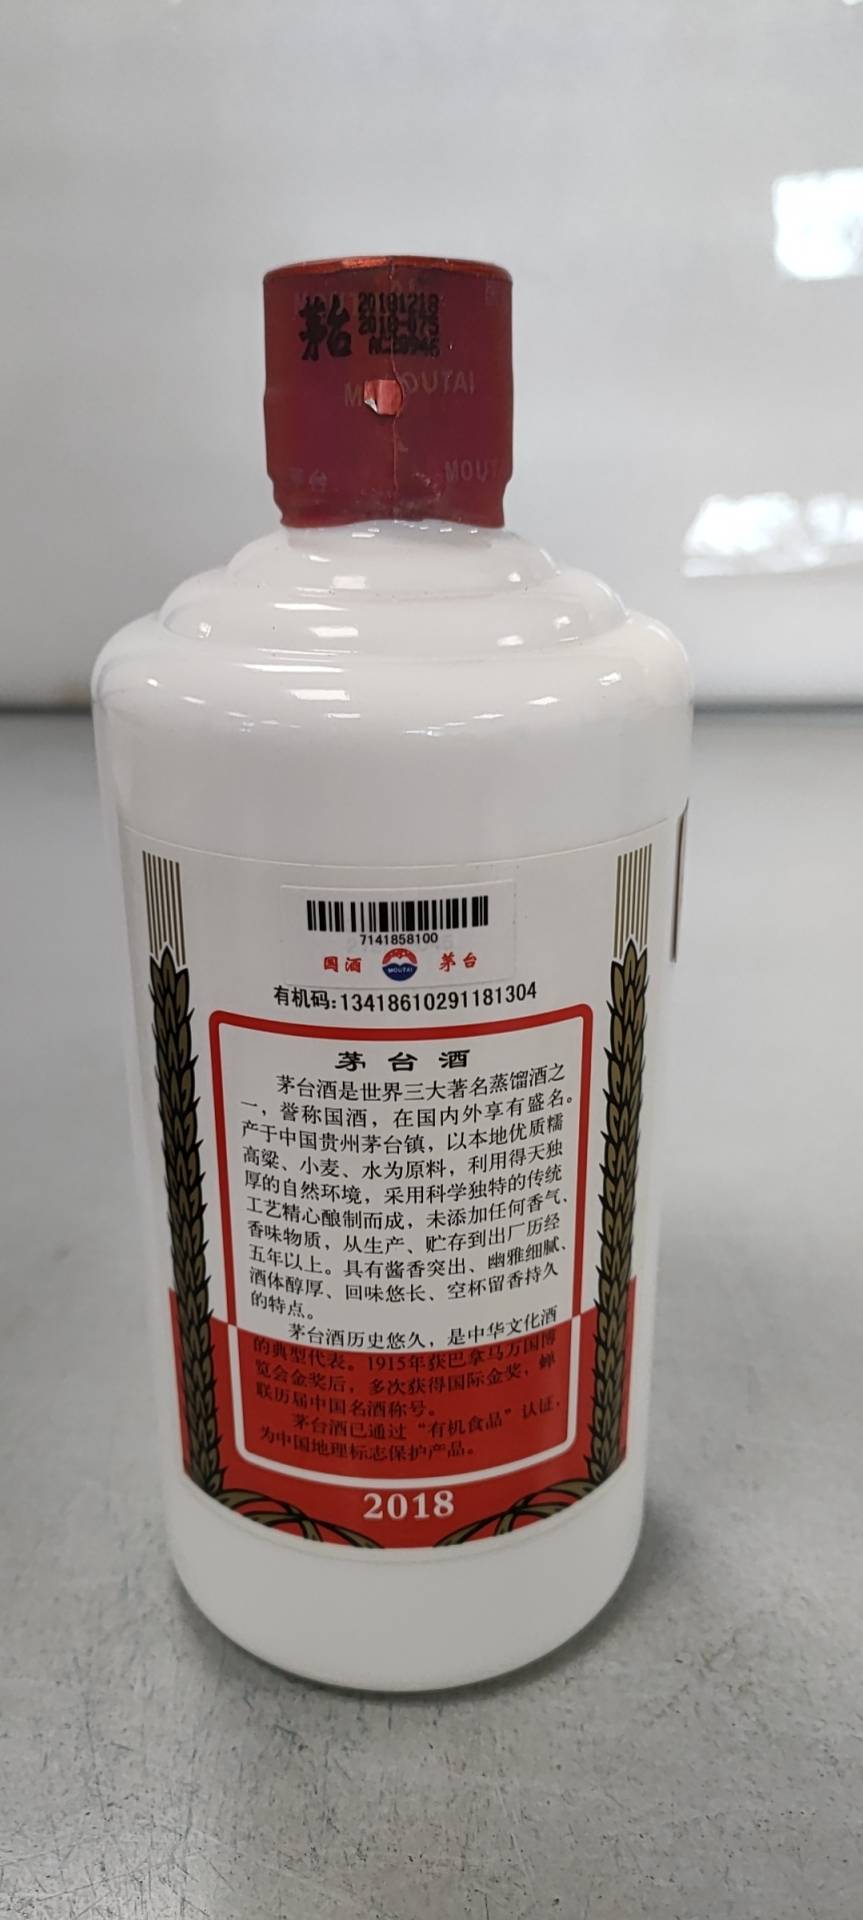 茅台
20181218
2018-075
MOUTAI
茅台
MOUT
7141858100
国酒 MOUTAI 茅台
有机码:13418610291181304
茅台酒
茅台酒是世界三大著名蒸馏酒之
一，誉称国酒，在国内外享有盛名。
产于中国贵州茅台镇，以本地优质糯
高粱、小麦、水为原料，利用得天独
厚的自然环境，采用科学独特的传统
工艺精心酿制而成，未添加任何香气、
香味物质，从生产、贮存到出厂历经
五年以上。具有酱香突出、幽雅细腻、
酒体醇厚、回味悠长、空杯留香持久
的特点。
茅台酒历史悠久，是中华文化酒
的典型代表。1915年获巴拿马万国博
览会金奖后，多次获得国际金奖，蝉
联历届中国名酒称号。
茅台酒已通过“有机食品”认证，
为中国地理标志保护产品。
2018